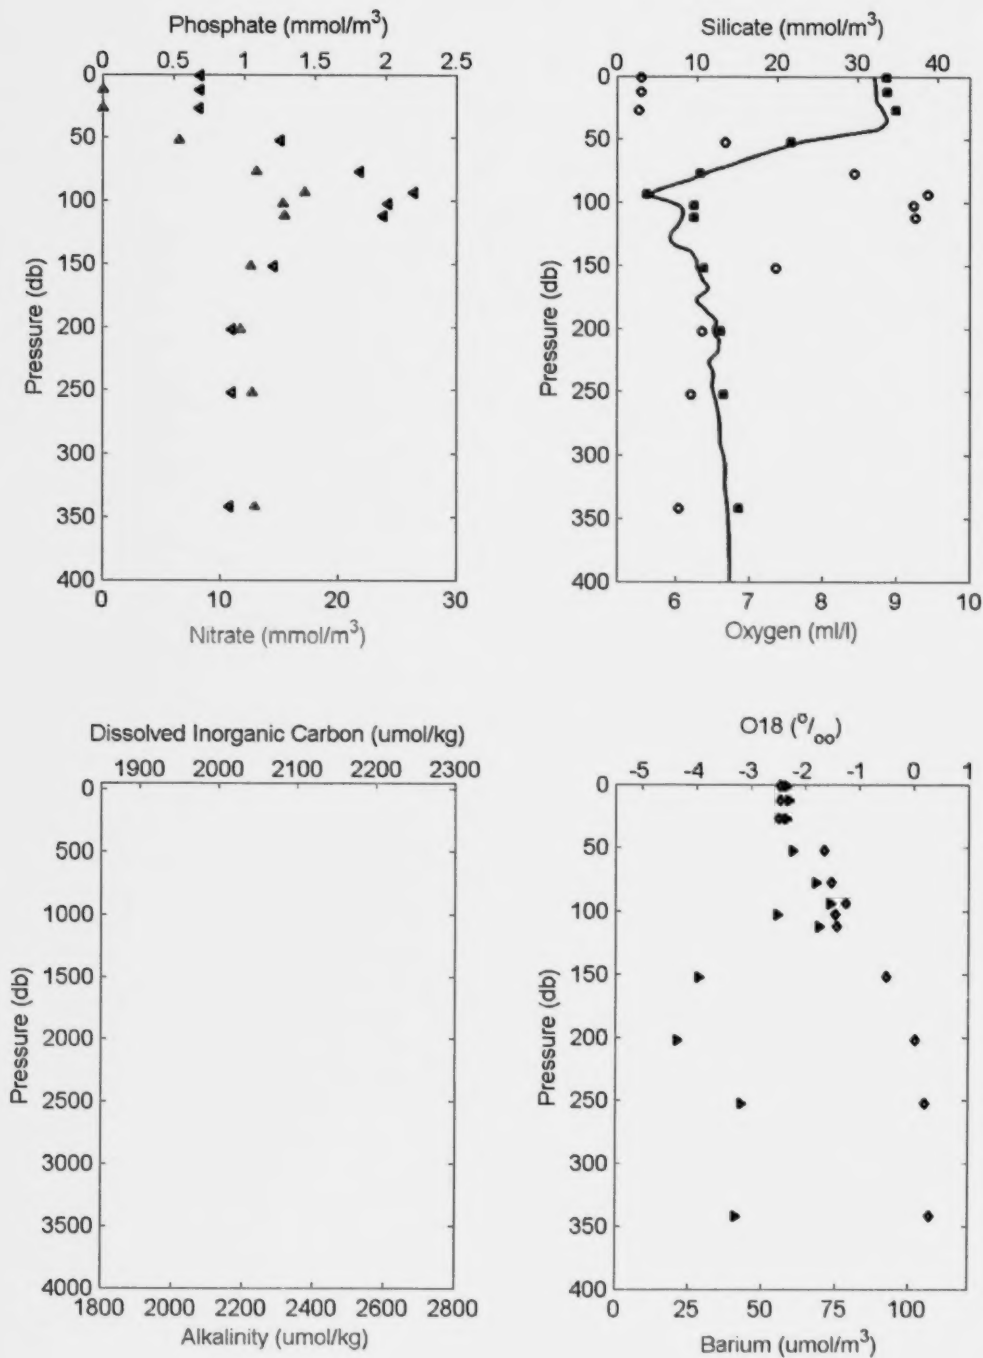 Phosphate (mmol/m³)
0 0.5 1 1.5 2 2.5
0
50
100
150
200
250
300
350
400
Pressure (db)
0 10 20 30
Nitrate (mmol/m³)
Silicate (mmol/m³)
0 10 20 30 40
0
50
100
150
200
250
300
350
400
Pressure (db)
6 7 8 9 10
Oxygen (ml/l)
Dissolved Inorganic Carbon (umol/kg)
1900 2000 2100 2200 2300
0
500
1000
1500
2000
2500
3000
3500
4000
Pressure (db)
1800 2000 2200 2400 2600 2800
Alkalinity (umol/kg)
O18 (º/₀₀)
-5 -4 -3 -2 -1 0 1
0
50
100
150
200
250
300
350
400
Pressure (db)
0 25 50 75 100
Barium (umol/m³)